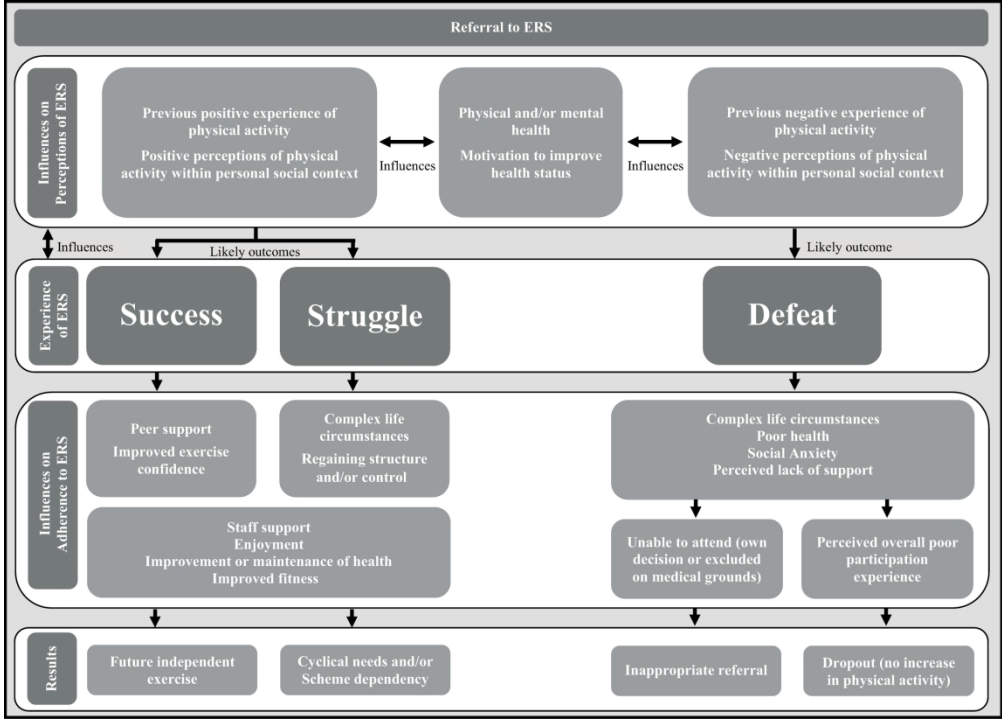 Referral to ERS
Influences on
Perceptions of ERS
Previous positive experience of
physical activity
Positive perceptions of physical
activity within personal social context
Influences
Physical and/or mental
health
Motivation to improve
health status
Influences
Previous negative experience of
physical activity
Negative perceptions of physical
activity within personal social context
Influences
Likely outcomes
Likely outcome
Experience
of ERS
Success
Struggle
Defeat
Influences on
Adherence to ERS
Peer support
Improved exercise
confidence
Complex life
circumstances
Regaining structure
and/or control
Complex life circumstances
Poor health
Social Anxiety
Perceived lack of support
Staff support
Enjoyment
Improvement or maintenance of health
Improved fitness
Unable to attend (own
decision or excluded
on medical grounds)
Perceived overall poor
participation
experience
Results
Future independent
exercise
Cyclical needs and/or
Scheme dependency
Inappropriate referral
Dropout (no increase
in physical activity)